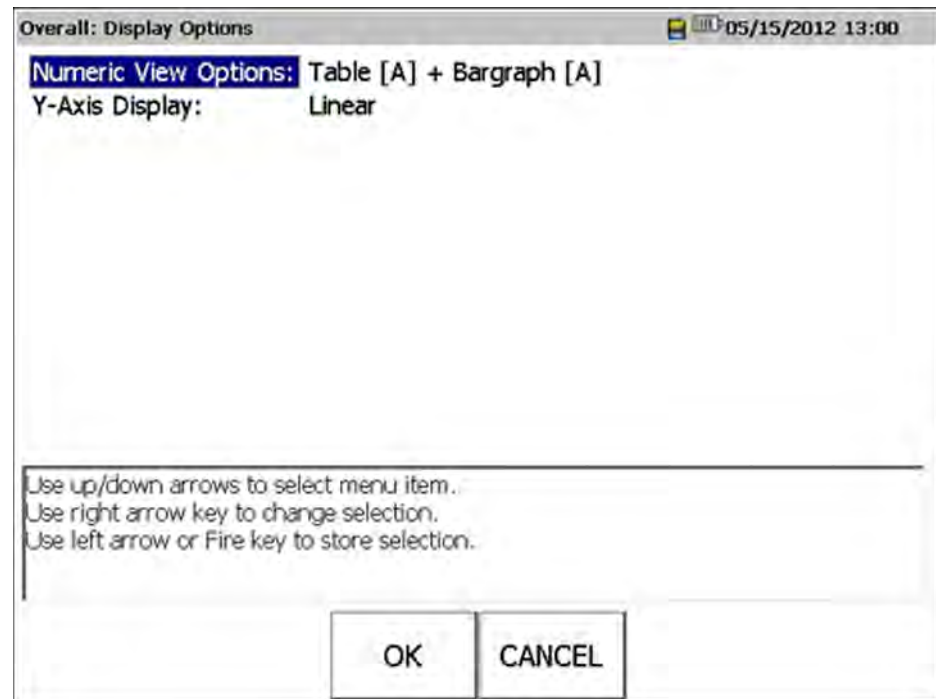 Overall: Display Options 05/15/2012 13:00
Numeric View Options: Table [A] + Bargraph [A]
Y-Axis Display: Linear
Use up/down arrows to select menu item.
Use right arrow key to change selection.
Use left arrow or Fire key to store selection.
OK CANCEL